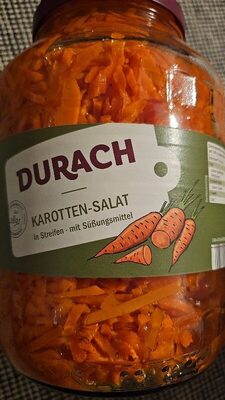 DURACH
KAROTTEN-SALAT
in Streifen - mit Süßungsmittel